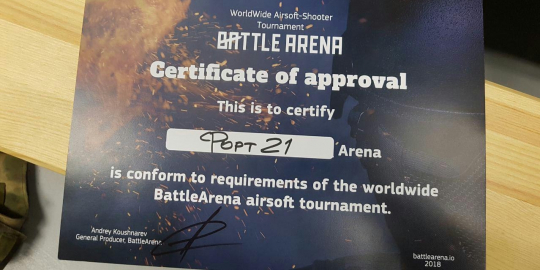 WorldWide Airsoft-Shooter
Tournament
BATTLE ARENA
Certificate of approval
This is to certify
Форт 21 Arena
is conform to requirements of the worldwide
BattleArena airsoft tournament.
Andrey Koushnarev
General Producer, BattleArena
battlearena.io
2018